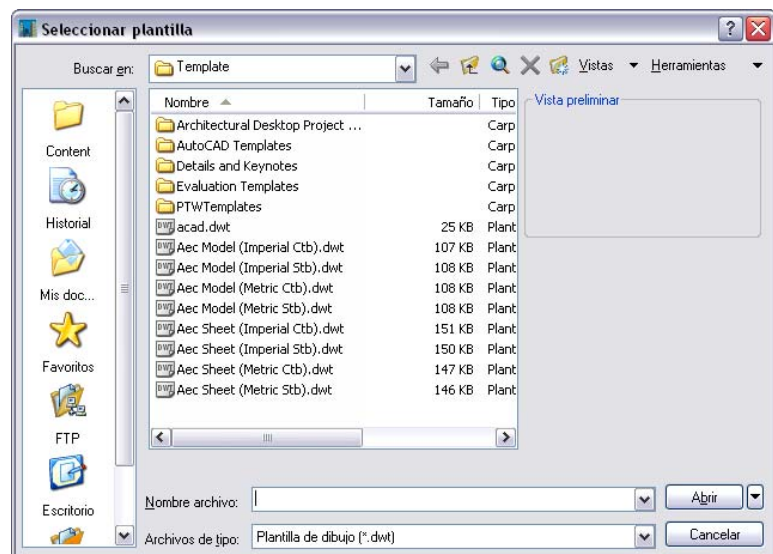 Seleccionar plantilla
Buscar en: Template Vistas Herramientas
Nombre Tamaño Tipo Vista preliminar
Architectural Desktop Project ... Carp
AutoCAD Templates Carp
Details and Keynotes Carp
Evaluation Templates Carp
PTWTemplates Carp
acad.dwt 25 KB Plant
Aec Model (Imperial Ctb).dwt 107 KB Plant
Aec Model (Imperial Stb).dwt 108 KB Plant
Aec Model (Metric Ctb).dwt 108 KB Plant
Aec Model (Metric Stb).dwt 108 KB Plant
Aec Sheet (Imperial Ctb).dwt 151 KB Plant
Aec Sheet (Imperial Stb).dwt 150 KB Plant
Aec Sheet (Metric Ctb).dwt 147 KB Plant
Aec Sheet (Metric Stb).dwt 146 KB Plant
Content
Historial
Mis doc...
Favoritos
FTP
Escritorio
Nombre archivo: Abrir
Archivos de tipo: Plantilla de dibujo (*.dwt) Cancelar